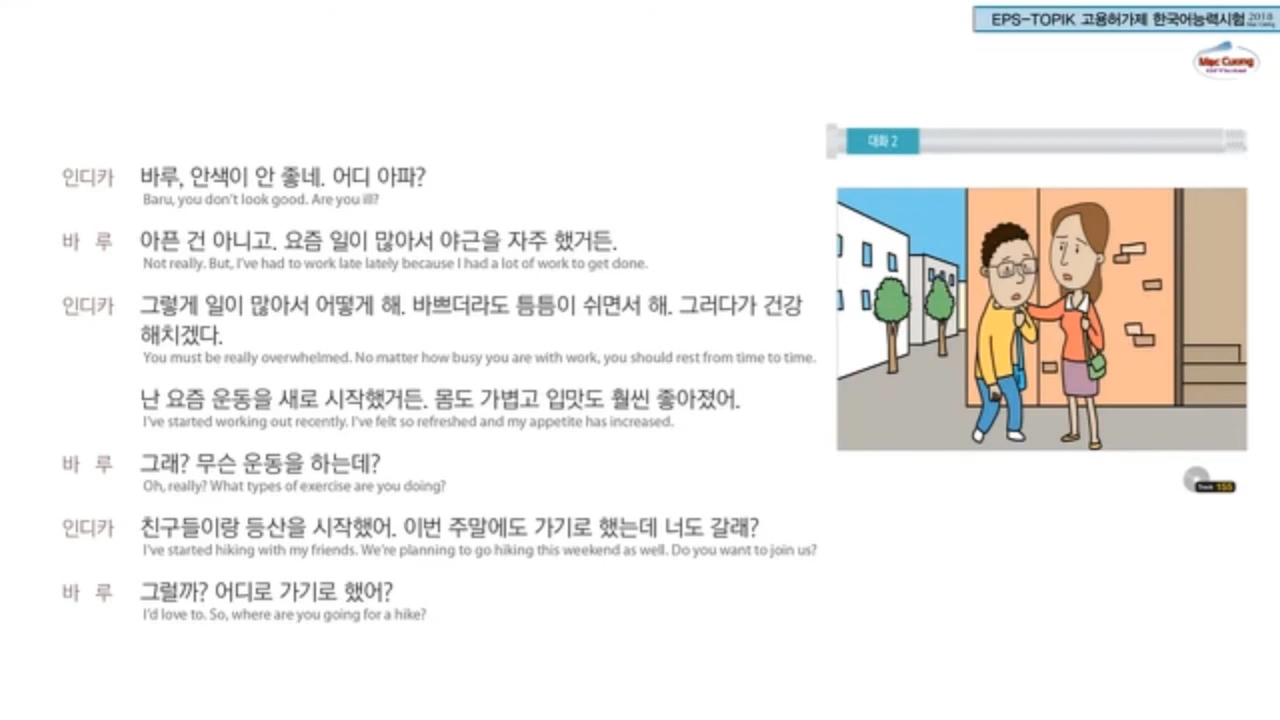 EPS-TOPIK 고용허가제 한국어능력시험 2018
Mạc Cương
대화 2
인디카 바루, 안색이 안 좋네. 어디 아파?
Baru, you don't look good. Are you ill?
바 루 아픈 건 아니고. 요즘 일이 많아서 야근을 자주 했거든.
Not really. But, I've had to work late lately because I had a lot of work to get done.
인디카 그렇게 일이 많아서 어떻게 해. 바쁘더라도 틈틈이 쉬면서 해. 그러다가 건강
해치겠다.
You must be really overwhelmed. No matter how busy you are with work, you should rest from time to time.
난 요즘 운동을 새로 시작했거든. 몸도 가볍고 입맛도 훨씬 좋아졌어.
I've started working out recently. I've felt so refreshed and my appetite has increased.
바 루 그래? 무슨 운동을 하는데?
Oh, really? What types of exercise are you doing?
인디카 친구들이랑 등산을 시작했어. 이번 주말에도 가기로 했는데 너도 갈래?
I've started hiking with my friends. We're planning to go hiking this weekend as well. Do you want to join us?
바 루 그럴까? 어디로 가기로 했어?
I'd love to. So, where are you going for a hike?
Track 155